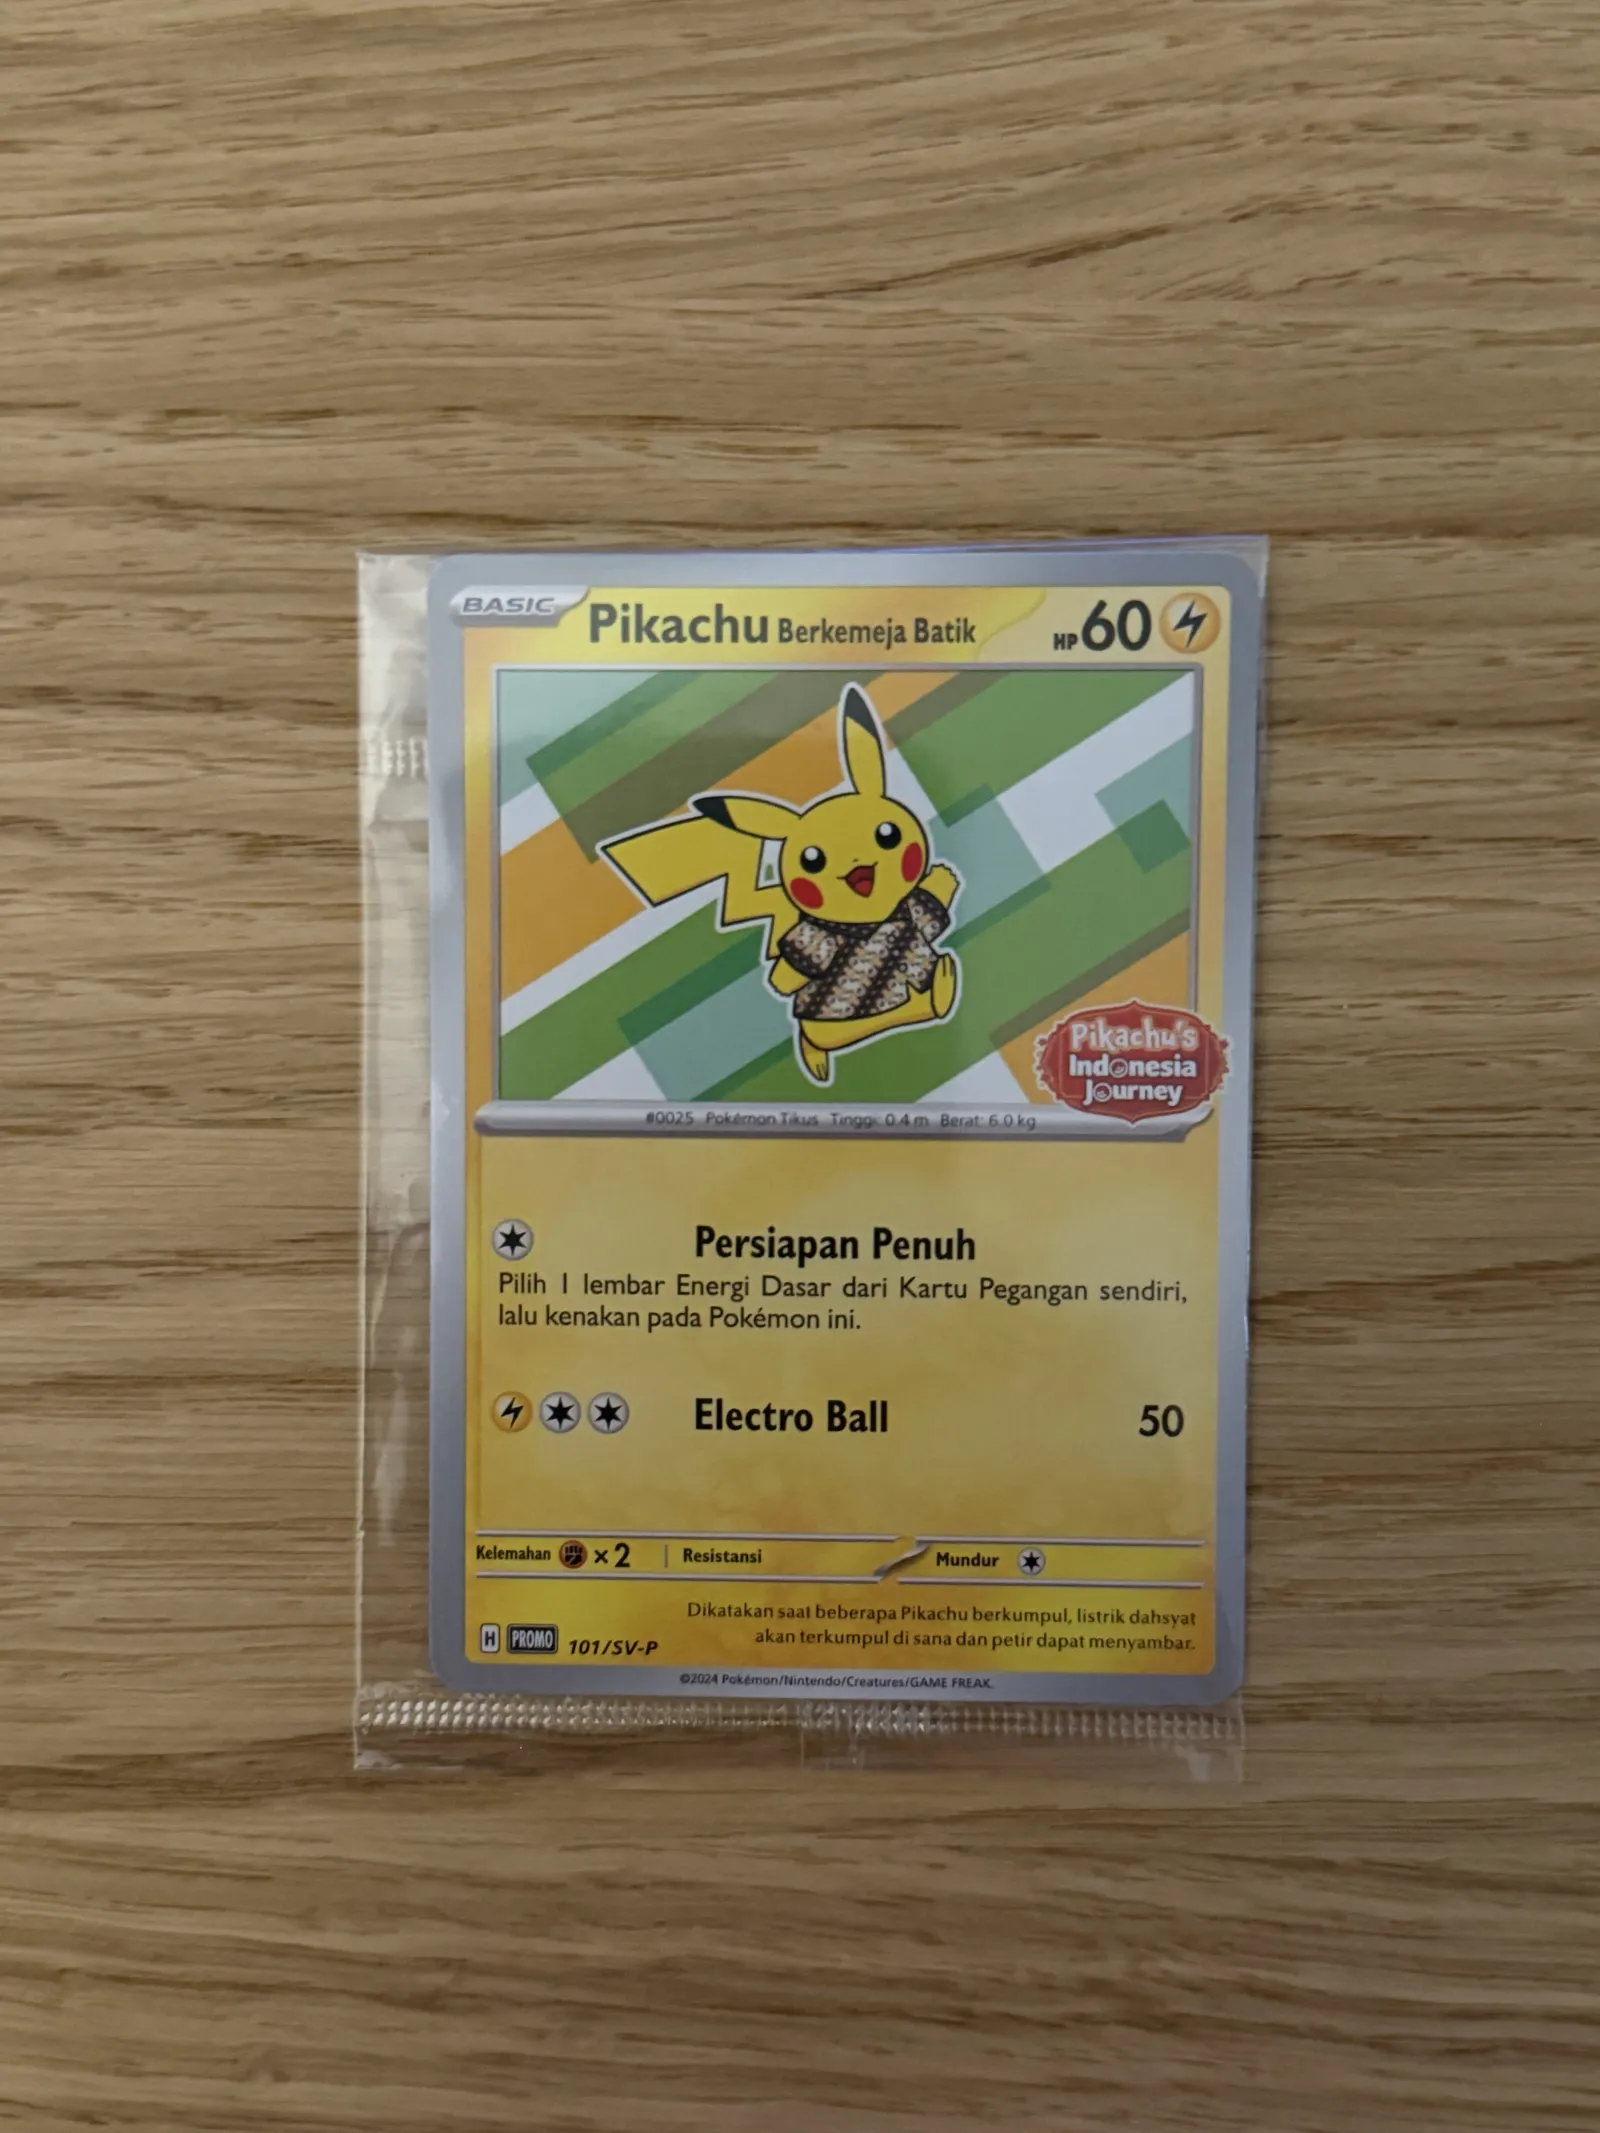 BASIC Pikachu Berkemeja Batik HP 60
Pikachu's
Indonesia
Journey
#0025 Pokémon Tikus Tinggi: 0.4 m Berat: 6.0 kg
Persiapan Penuh
Pilih 1 lembar Energi Dasar dari Kartu Pegangan sendiri,
lalu kenakan pada Pokémon ini.
Electro Ball 50
Kelemahan ×2 Resistansi Mundur
Dikatakan saat beberapa Pikachu berkumpul, listrik dahsyat
akan terkumpul di sana dan petir dapat menyambar.
H PROMO 101/SV-P
©2024 Pokémon/Nintendo/Creatures/GAME FREAK.